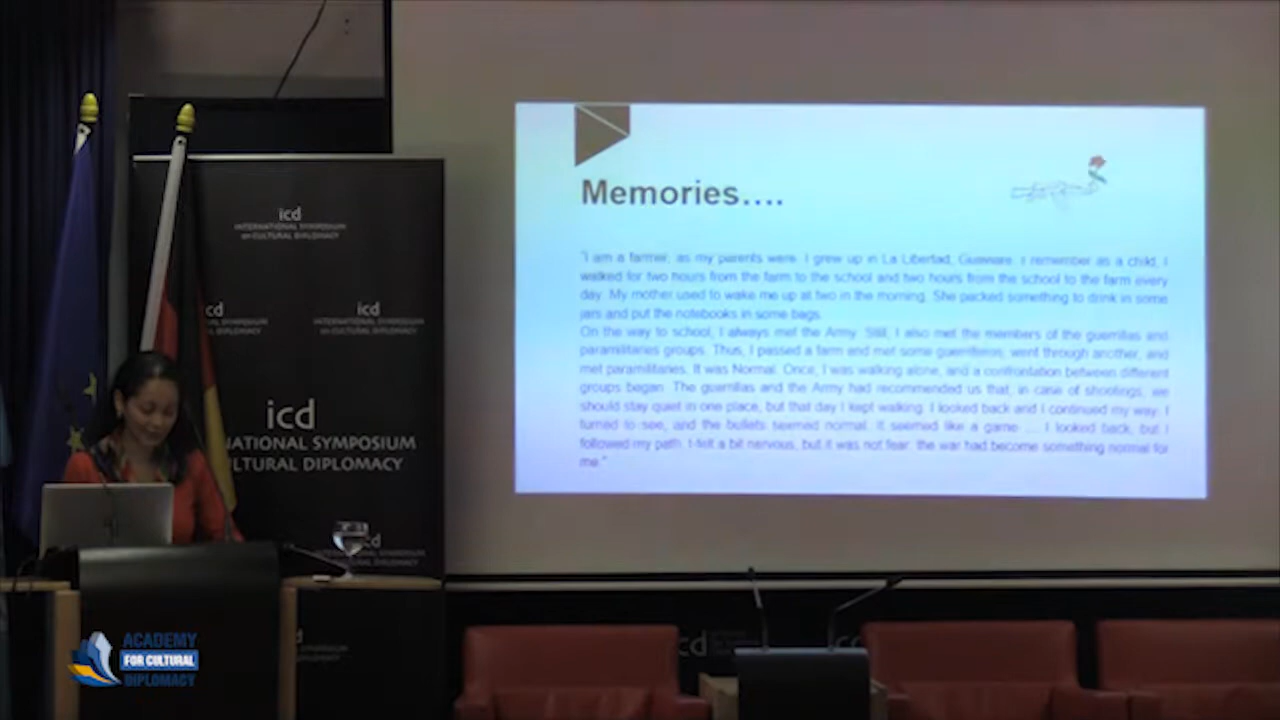 Memories....
"I am a farmer, as my parents were. I grew up in La Libertad, Guaviare. I remember as a child, I
walked for two hours from the farm to the school and two hours from the school to the farm every
day. My mother used to wake me up at two in the morning. She packed something to drink in some
jars and put the notebooks in some bags.
On the way to school, I always met the Army. Still, I also met the members of the guerrillas and
paramilitaries groups. Thus, I passed a farm and met some guerrilleros, went through another, and
met paramilitaries. It was Normal. Once, I was walking alone, and a confrontation between different
groups began. The guerrillas and the Army had recommended us that, in case of shootings, we
should stay quiet in one place, but that day I kept walking. I looked back and I continued my way. I
turned to see, and the bullets seemed normal. It seemed like a game .... I looked back, but I
followed my path. I felt a bit nervous, but it was not fear: the war had become something normal for
me."
icd
INTERNATIONAL SYMPOSIUM
on CULTURAL DIPLOMACY
cd
AL SYMPOSIUM
icd
INTERNATIONAL SYMPOSIUM
on CULTURAL DIPLOMACY
icd
NATIONAL SYMPOSIUM
ULTURAL DIPLOMACY
cd
icd
ACADEMY
FOR CULTURAL
DIPLOMACY